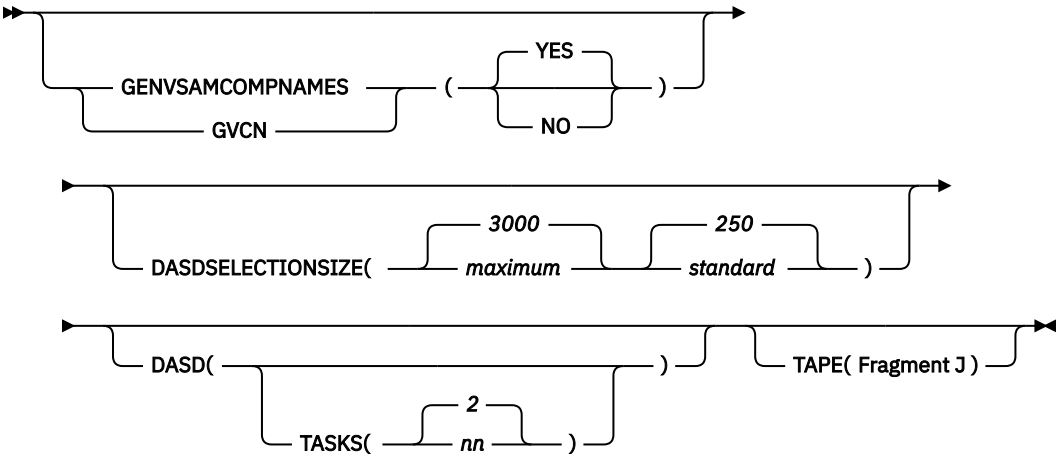 YES
GENVSAMCOMPNAMES ( )
GVCN NO
3000 250
DASDSELECTIONSIZE( maximum standard )
DASD( ) TAPE( Fragment J )
2
TASKS( nn )